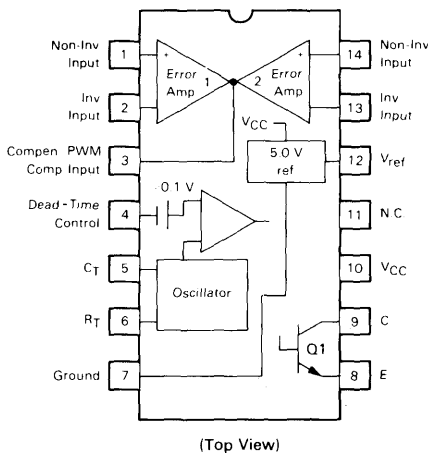 Non-Inv
Input
1
+
Error
Amp
1
2
Error
Amp
+
14
Non-Inv
Input
2
Inv
Input
13
Inv
Input
VCC
Compen PWM
Comp Input
3
5.0 V
ref
12
Vref
Dead-Time
Control
4
0.1 V
11
NC
CT
5
Oscillator
10
VCC
RT
6
9
C
Q1
Ground
7
8
E
(Top View)